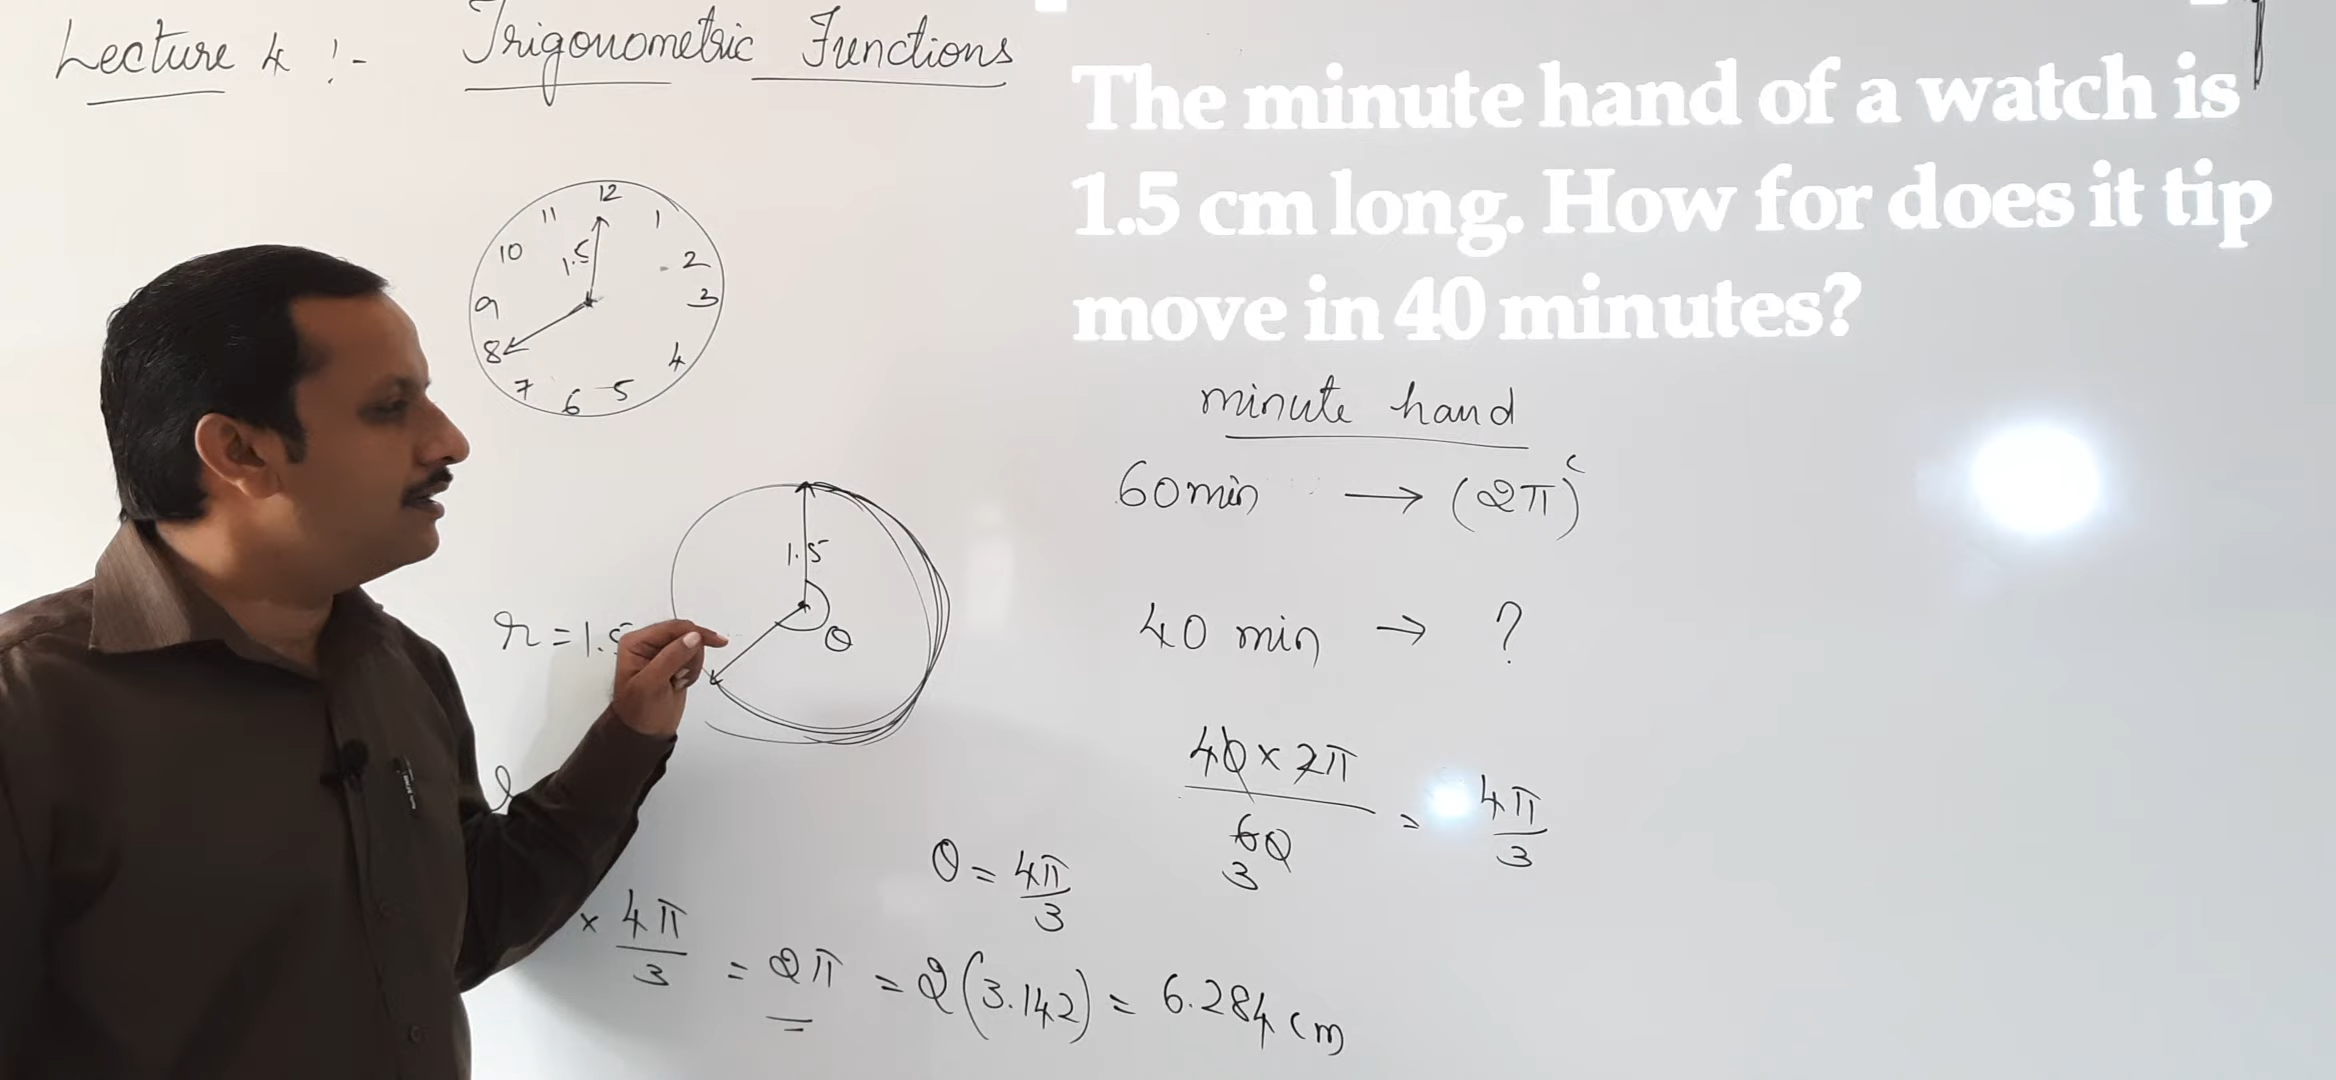 Lecture 4 :- Trigonometric Functions
The minute hand of a watch is
1.5 cm long. How for does it tip
move in 40 minutes?
12
11 1
10 1.5 2
9 3
8 4
7 6 5
minute hand
60 min → (2π)ᶜ
1.5
r = 1.5 θ
40 min → ?
40 × 2π
60 = 4π/3
3
l
θ = 4π/3
× 4π/3 = 2π = 2(3.142) = 6.284 cm